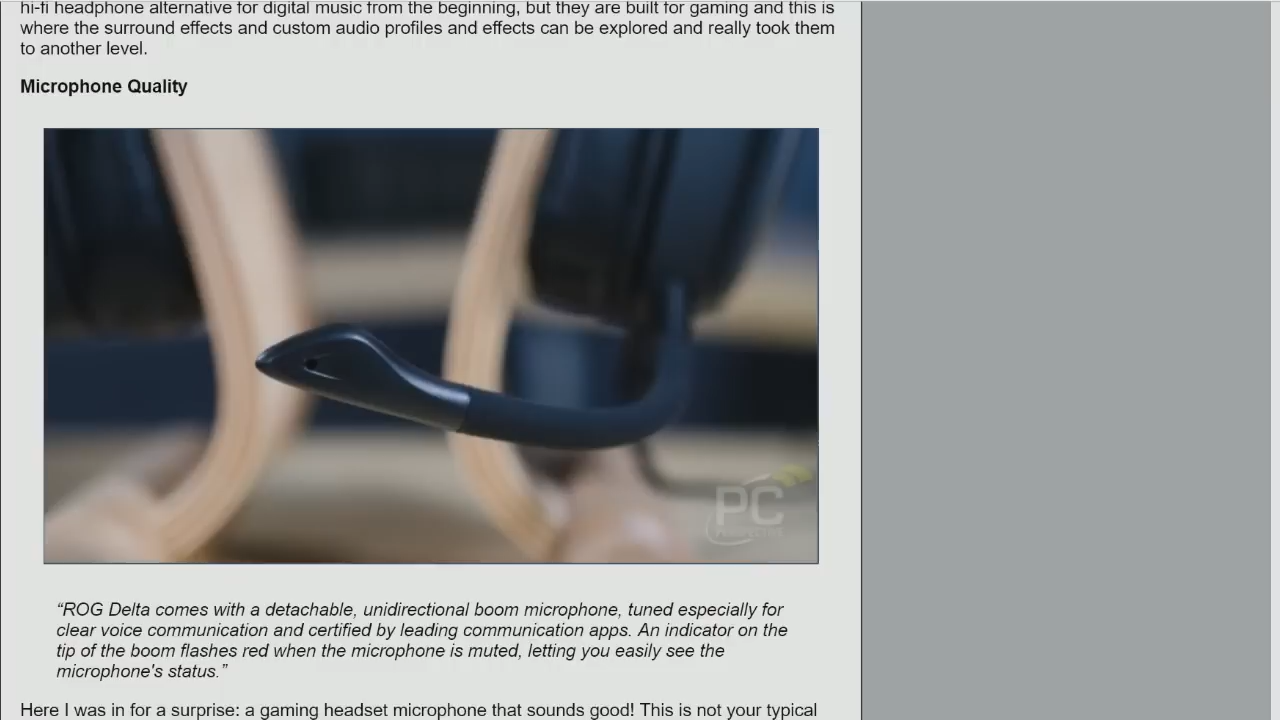 hi-fi headphone alternative for digital music from the beginning, but they are built for gaming and this is
where the surround effects and custom audio profiles and effects can be explored and really took them
to another level.
Microphone Quality
PC
PERSPECTIVE
“ROG Delta comes with a detachable, unidirectional boom microphone, tuned especially for
clear voice communication and certified by leading communication apps. An indicator on the
tip of the boom flashes red when the microphone is muted, letting you easily see the
microphone's status.”
Here I was in for a surprise: a gaming headset microphone that sounds good! This is not your typical